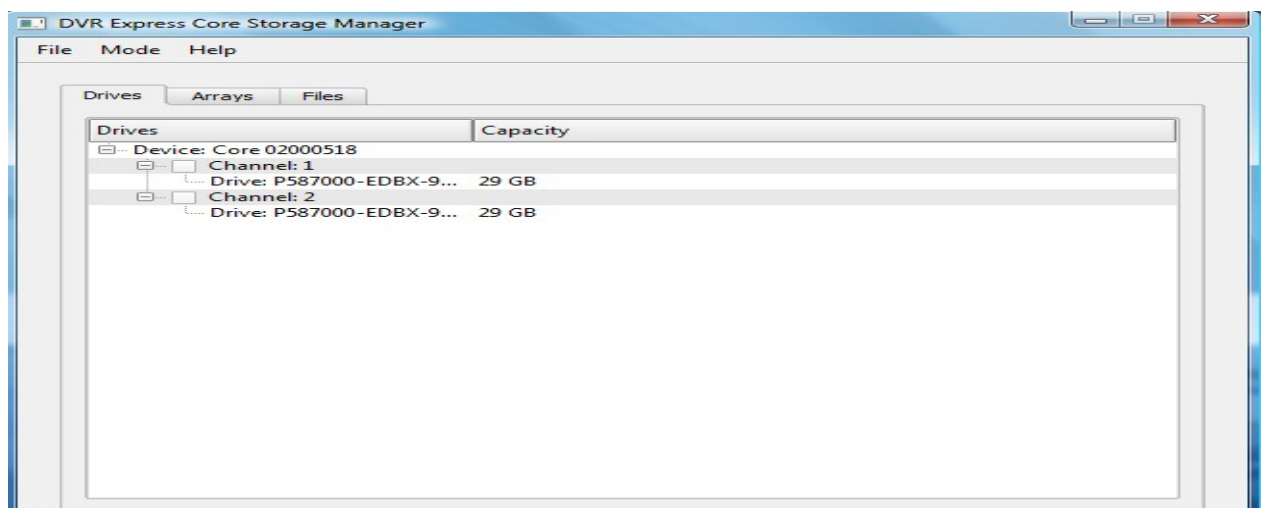 DVR Express Core Storage Manager
File Mode Help
Drives Arrays Files
Drives Capacity
Device: Core 02000518
Channel: 1
Drive: P587000-EDBX-9... 29 GB
Channel: 2
Drive: P587000-EDBX-9... 29 GB